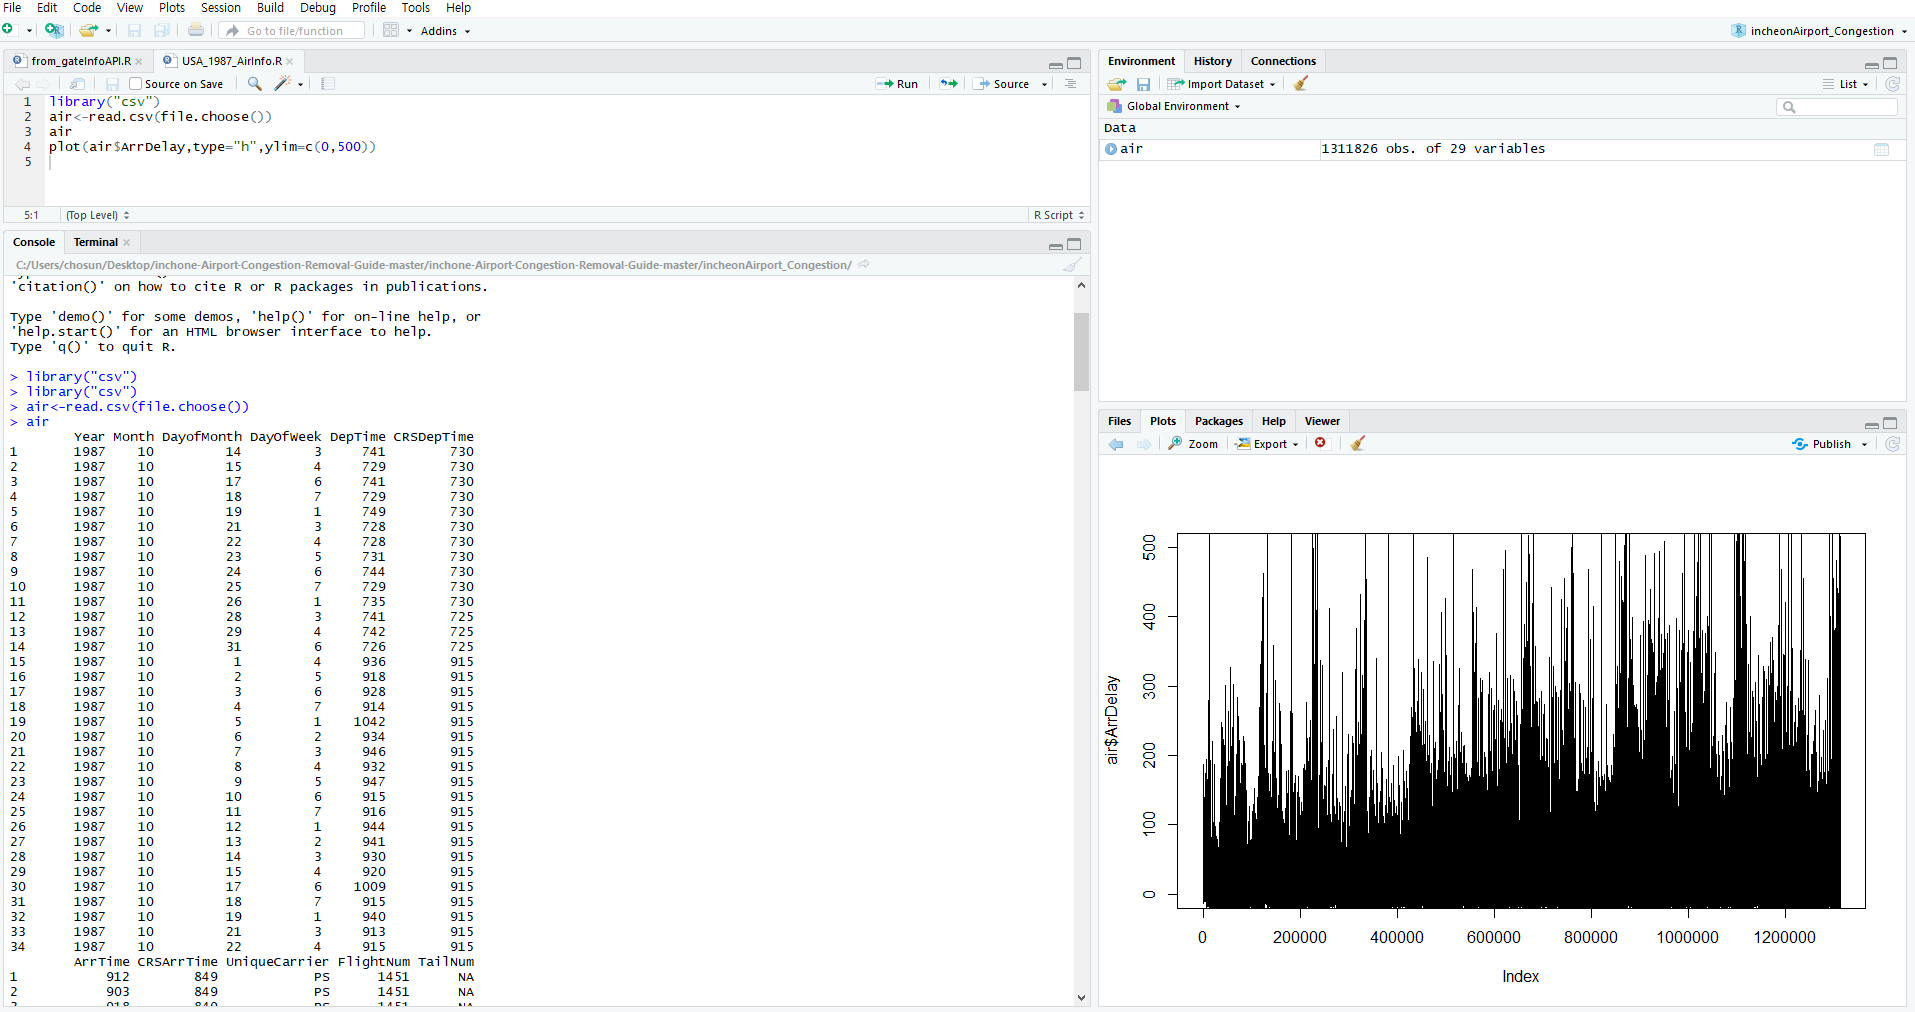 File Edit Code View Plots Session Build Debug Profile Tools Help
Go to file/function Addins incheonAirport_Congestion
from_gateInfoAPI.R USA_1987_AirInfo.R
Source on Save Run Source
1 library("csv")
2 air<-read.csv(file.choose())
3 air
4 plot(air$ArrDelay,type="h",ylim=c(0,500))
5
5:1 (Top Level) R Script
Console Terminal
C:/Users/chosun/Desktop/inchone-Airport-Congestion-Removal-Guide-master/inchone-Airport-Congestion-Removal-Guide-master/incheonAirport_Congestion/
'citation()' on how to cite R or R packages in publications.
Type 'demo()' for some demos, 'help()' for on-line help, or
'help.start()' for an HTML browser interface to help.
Type 'q()' to quit R.
> library("csv")
> library("csv")
> air<-read.csv(file.choose())
> air
Year Month DayofMonth DayOfWeek DepTime CRSDepTime
1 1987 10 14 3 741 730
2 1987 10 15 4 729 730
3 1987 10 17 6 741 730
4 1987 10 18 7 729 730
5 1987 10 19 1 749 730
6 1987 10 21 3 728 730
7 1987 10 22 4 728 730
8 1987 10 23 5 731 730
9 1987 10 24 6 744 730
10 1987 10 25 7 729 730
11 1987 10 26 1 735 730
12 1987 10 28 3 741 725
13 1987 10 29 4 742 725
14 1987 10 31 6 726 725
15 1987 10 1 4 936 915
16 1987 10 2 5 918 915
17 1987 10 3 6 928 915
18 1987 10 4 7 914 915
19 1987 10 5 1 1042 915
20 1987 10 6 2 934 915
21 1987 10 7 3 946 915
22 1987 10 8 4 932 915
23 1987 10 9 5 947 915
24 1987 10 10 6 915 915
25 1987 10 11 7 916 915
26 1987 10 12 1 944 915
27 1987 10 13 2 941 915
28 1987 10 14 3 930 915
29 1987 10 15 4 920 915
30 1987 10 17 6 1009 915
31 1987 10 18 7 915 915
32 1987 10 19 1 940 915
33 1987 10 21 3 913 915
34 1987 10 22 4 915 915
ArrTime CRSArrTime UniqueCarrier FlightNum TailNum
1 912 849 PS 1451 NA
2 903 849 PS 1451 NA
Environment History Connections
Import Dataset List
Global Environment
Data
air 1311826 obs. of 29 variables
Files Plots Packages Help Viewer
Zoom Export Publish
air$ArrDelay
500
400
300
200
100
0
0 200000 400000 600000 800000 1000000 1200000
Index